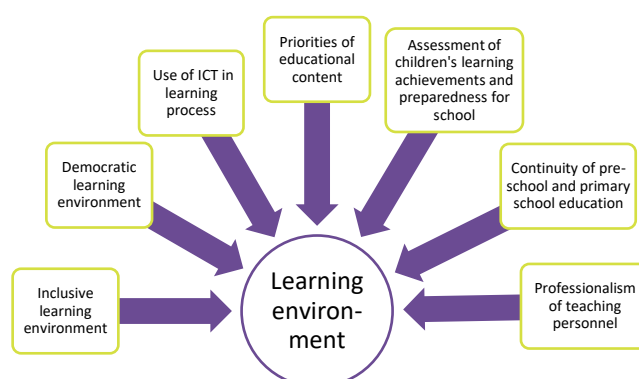 Priorities of
educational
content
Assessment of
children's learning
achievements and
preparedness for
school
Use of ICT in
learning
process
Democratic
learning
environment
Continuity of pre-
school and primary
school education
Inclusive
learning
environment
Learning
environ-
ment
Professionalism
of teaching
personnel